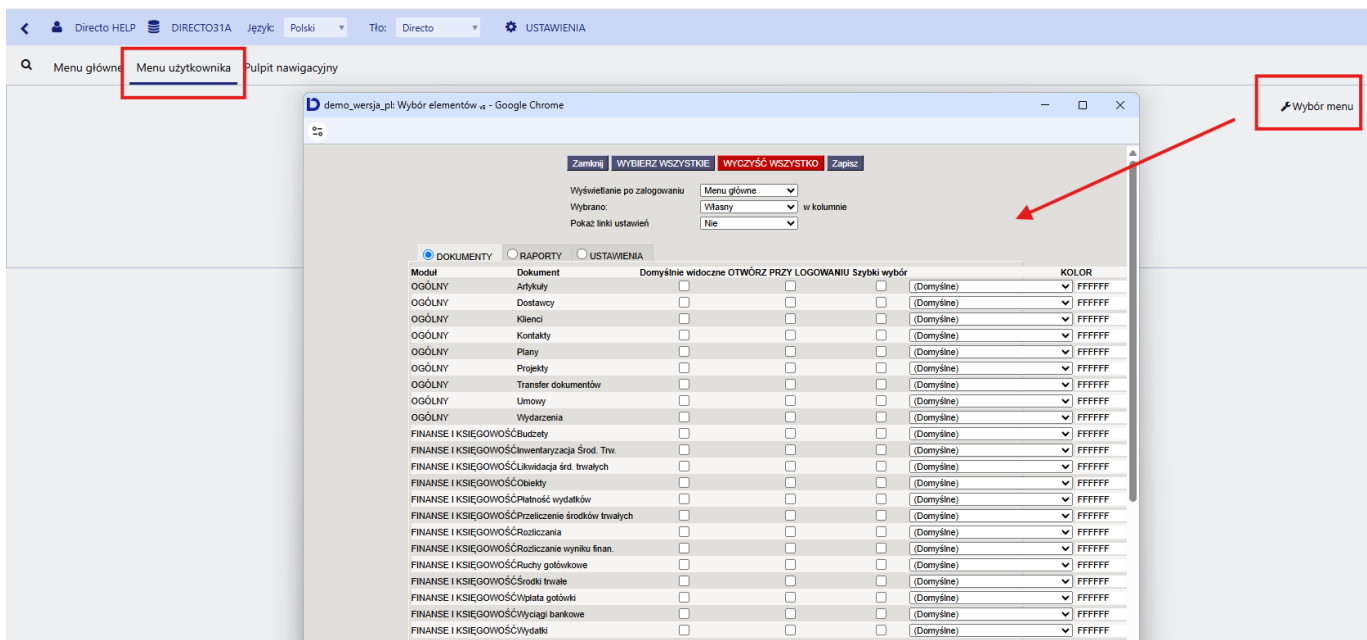 Directo HELP DIRECTO31A Język: Polski Tło: Directo USTAWIENIA
Menu główne Menu użytkownika Pulpit nawigacyjny
Wybór menu
demo_wersja_pl: Wybór elementów v5 - Google Chrome
Zamknij WYBIERZ WSZYSTKIE WYCZYŚĆ WSZYSTKO Zapisz
Wyświetlanie po zalogowaniu Menu główne
Wybrano: Własny w kolumnie
Pokaż linki ustawień Nie
DOKUMENTY RAPORTY USTAWIENIA
Moduł Dokument Domyślnie widoczne OTWÓRZ PRZY LOGOWANIU Szybki wybór KOLOR
OGÓLNY Artykuły (Domyślne) FFFFFF
OGÓLNY Dostawcy (Domyślne) FFFFFF
OGÓLNY Klienci (Domyślne) FFFFFF
OGÓLNY Kontakty (Domyślne) FFFFFF
OGÓLNY Plany (Domyślne) FFFFFF
OGÓLNY Projekty (Domyślne) FFFFFF
OGÓLNY Transfer dokumentów (Domyślne) FFFFFF
OGÓLNY Umowy (Domyślne) FFFFFF
OGÓLNY Wydarzenia (Domyślne) FFFFFF
FINANSE I KSIĘGOWOŚĆ Budżety (Domyślne) FFFFFF
FINANSE I KSIĘGOWOŚĆ Inwentaryzacja Środ. Trw. (Domyślne) FFFFFF
FINANSE I KSIĘGOWOŚĆ Likwidacja śrd. trwałych (Domyślne) FFFFFF
FINANSE I KSIĘGOWOŚĆ Obiekty (Domyślne) FFFFFF
FINANSE I KSIĘGOWOŚĆ Płatność wydatków (Domyślne) FFFFFF
FINANSE I KSIĘGOWOŚĆ Przeliczenie środków trwałych (Domyślne) FFFFFF
FINANSE I KSIĘGOWOŚĆ Rozliczania (Domyślne) FFFFFF
FINANSE I KSIĘGOWOŚĆ Rozliczanie wyniku finan. (Domyślne) FFFFFF
FINANSE I KSIĘGOWOŚĆ Ruchy gotówkowe (Domyślne) FFFFFF
FINANSE I KSIĘGOWOŚĆ Środki trwałe (Domyślne) FFFFFF
FINANSE I KSIĘGOWOŚĆ Wpłata gotówki (Domyślne) FFFFFF
FINANSE I KSIĘGOWOŚĆ Wyciągi bankowe (Domyślne) FFFFFF
FINANSE I KSIĘGOWOŚĆ Wydatki (Domyślne) FFFFFF